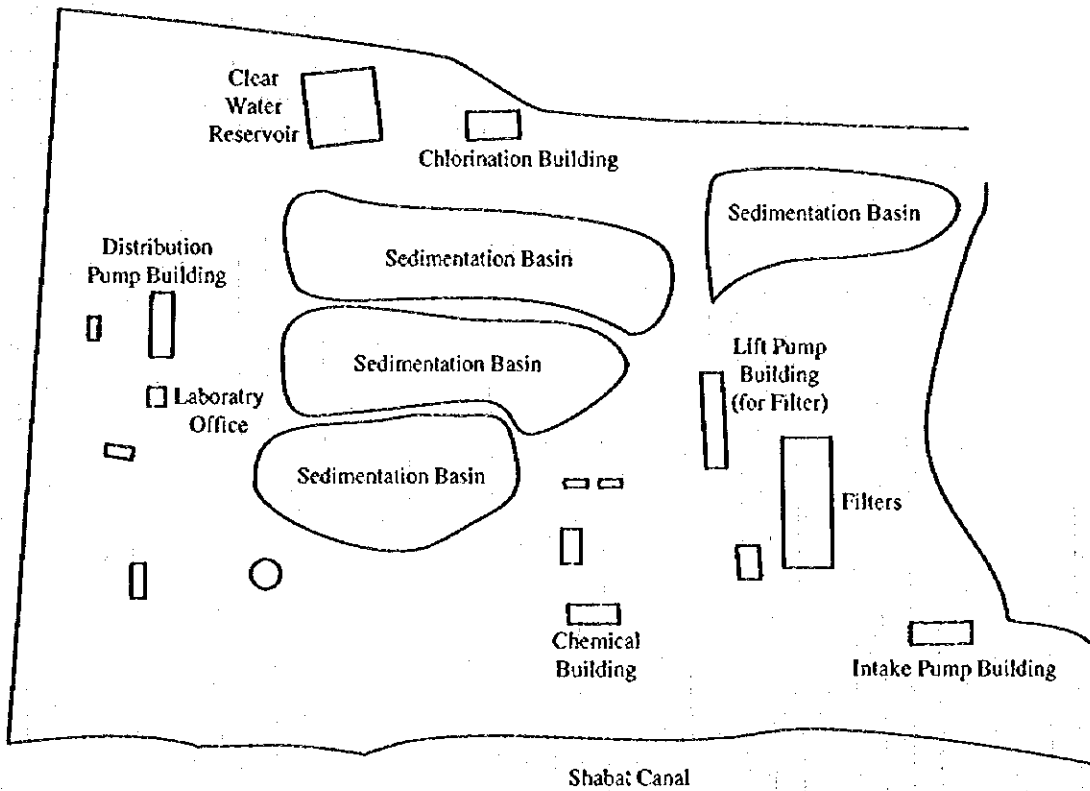 Clear
Water
Reservoir
Chlorination Building
Sedimentation Basin
Sedimentation Basin
Distribution
Pump Building
Sedimentation Basin
Lift Pump
Building
(for Filter)
Laboratry
Office
Sedimentation Basin
Filters
Chemical
Building
Intake Pump Building
Shabat Canal